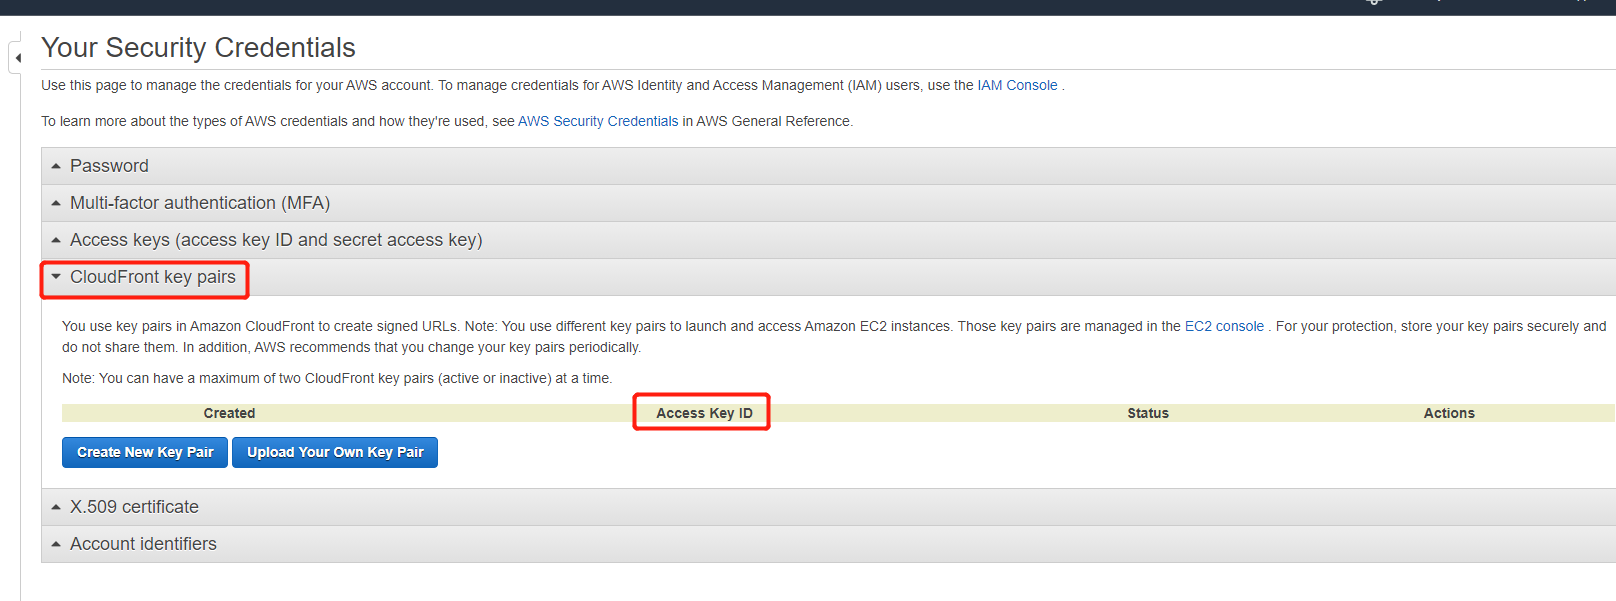 Your Security Credentials
Use this page to manage the credentials for your AWS account. To manage credentials for AWS Identity and Access Management (IAM) users, use the IAM Console .
To learn more about the types of AWS credentials and how they're used, see AWS Security Credentials in AWS General Reference.
Password
Multi-factor authentication (MFA)
Access keys (access key ID and secret access key)
CloudFront key pairs
You use key pairs in Amazon CloudFront to create signed URLs. Note: You use different key pairs to launch and access Amazon EC2 instances. Those key pairs are managed in the EC2 console . For your protection, store your key pairs securely and
do not share them. In addition, AWS recommends that you change your key pairs periodically.
Note: You can have a maximum of two CloudFront key pairs (active or inactive) at a time.
Created Access Key ID Status Actions
Create New Key Pair Upload Your Own Key Pair
X.509 certificate
Account identifiers